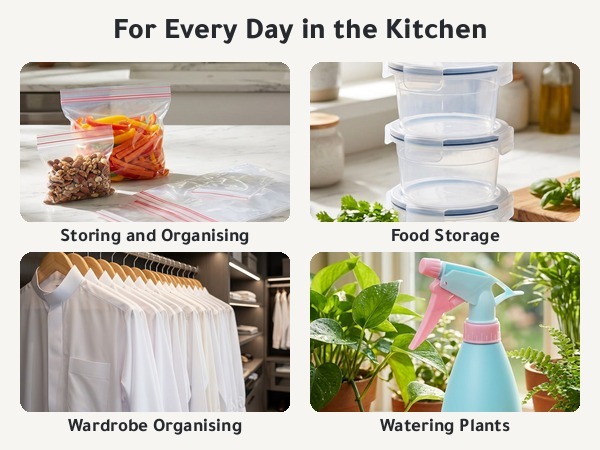 For Every Day in the Kitchen
Storing and Organising
Food Storage
Wardrobe Organising
Watering Plants